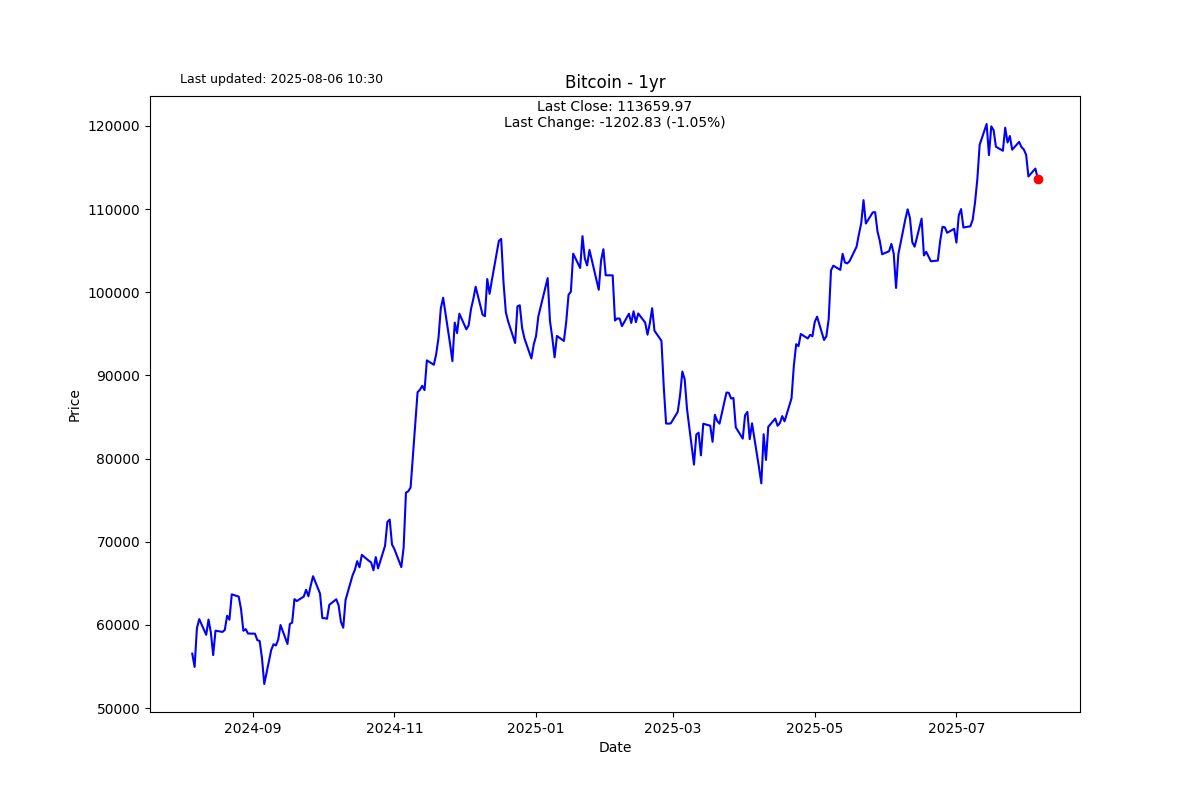 Last updated: 2025-08-06 10:30
Bitcoin - 1yr
Last Close: 113659.97
Last Change: -1202.83 (-1.05%)
120000
110000
100000
90000
80000
70000
60000
50000
Price
2024-09
2024-11
2025-01
2025-03
2025-05
2025-07
Date